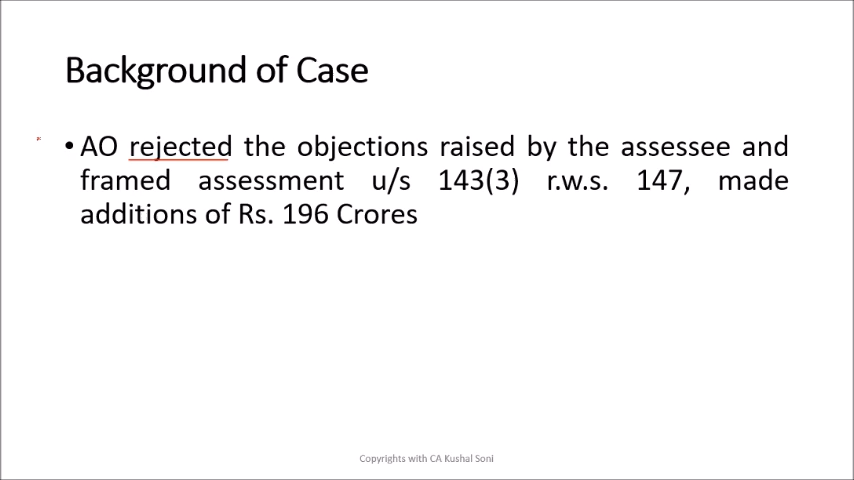 Background of Case
• AO rejected the objections raised by the assessee and
framed assessment u/s 143(3) r.w.s. 147, made
additions of Rs. 196 Crores
Copyrights with CA Kushal Soni